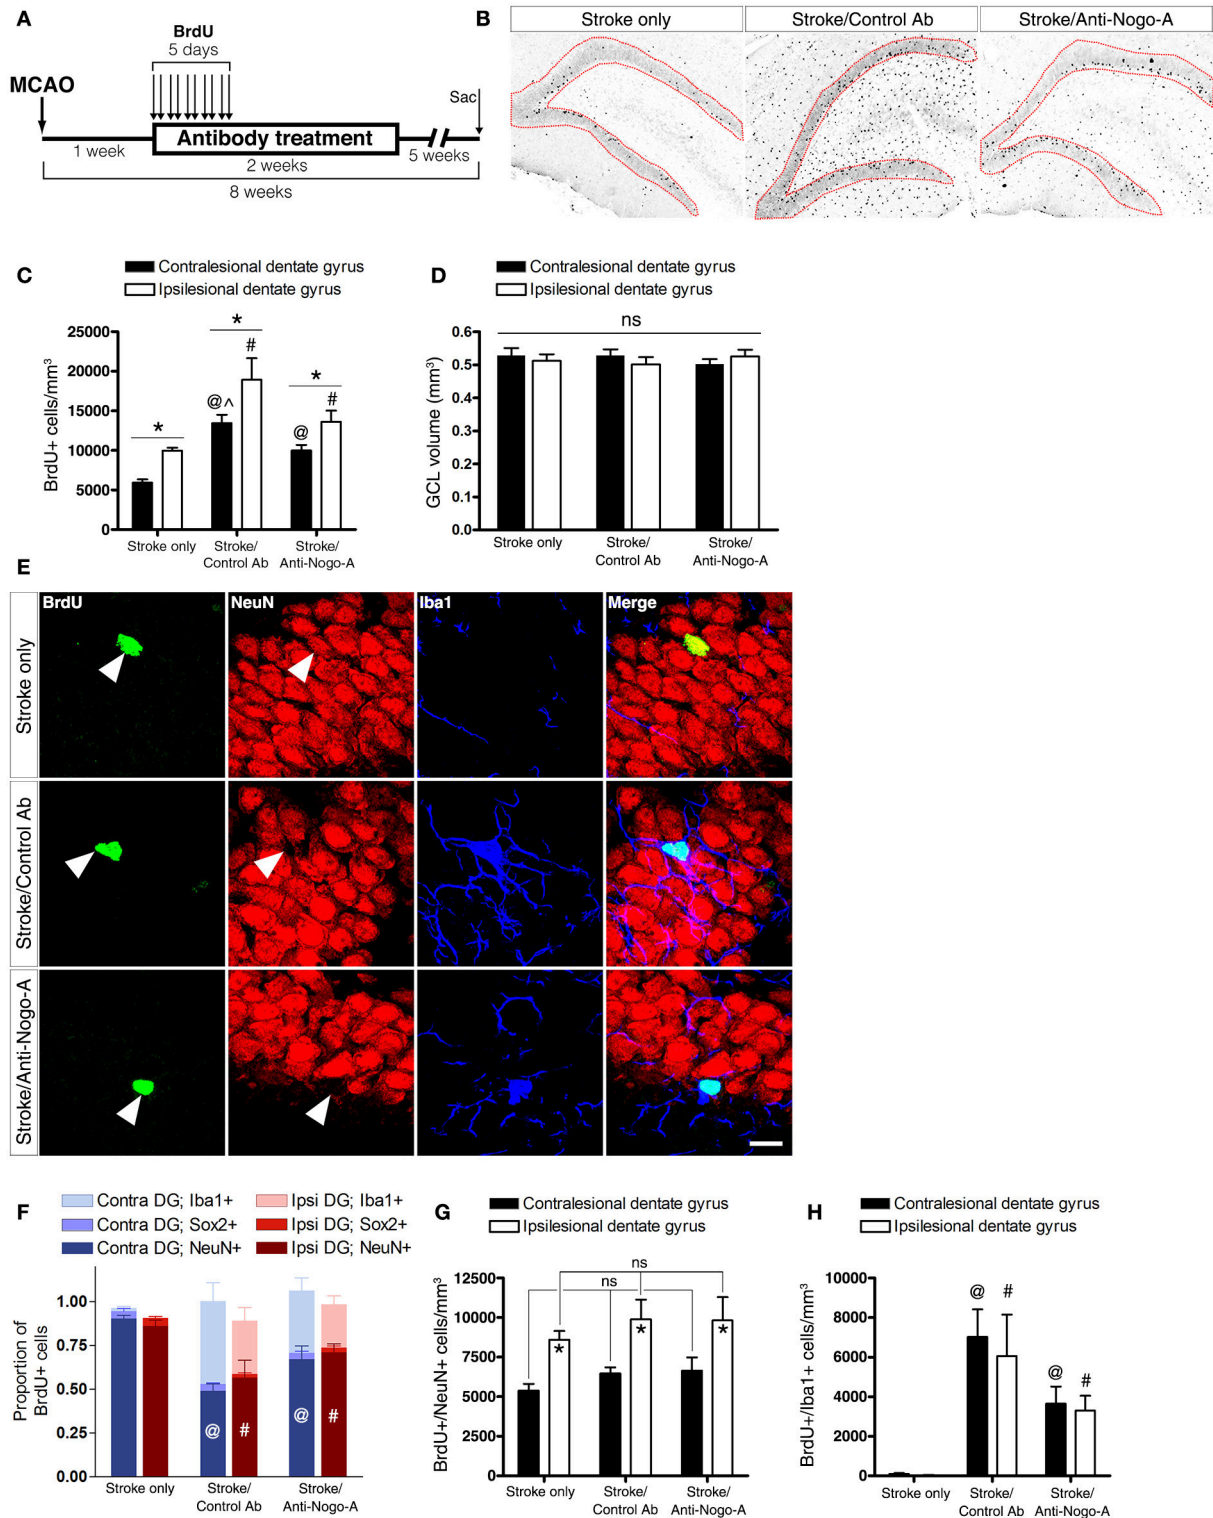 A
BrdU
5 days
MCAO
Sac
Antibody treatment
1 week
2 weeks
5 weeks
8 weeks
B
Stroke only
Stroke/Control Ab
Stroke/Anti-Nogo-A
C
Contralesional dentate gyrus
Ipsilesional dentate gyrus
BrdU+ cells/mm³
25000
20000
15000
10000
5000
0
*
*
*
@^
#
@
#
Stroke only
Stroke/
Control Ab
Stroke/
Anti-Nogo-A
D
Contralesional dentate gyrus
Ipsilesional dentate gyrus
GCL volume (mm³)
0.6
0.5
0.4
0.3
0.2
0.1
0.0
ns
Stroke only
Stroke/
Control Ab
Stroke/
Anti-Nogo-A
E
BrdU
NeuN
Iba1
Merge
Stroke only
Stroke/Control Ab
Stroke/Anti-Nogo-A
F
Contra DG; Iba1+
Contra DG; Sox2+
Contra DG; NeuN+
Ipsi DG; Iba1+
Ipsi DG; Sox2+
Ipsi DG; NeuN+
Proportion of
BrdU+ cells
1.00
0.75
0.50
0.25
0.00
@
#
@
#
Stroke only
Stroke/
Control Ab
Stroke/
Anti-Nogo-A
G
Contralesional dentate gyrus
Ipsilesional dentate gyrus
BrdU+/NeuN+ cells/mm³
12500
10000
7500
5000
2500
0
ns
ns
*
*
*
Stroke only
Stroke/
Control Ab
Stroke/
Anti-Nogo-A
H
Contralesional dentate gyrus
Ipsilesional dentate gyrus
BrdU+/Iba1+ cells/mm³
10000
8000
6000
4000
2000
0
@
#
@
#
Stroke only
Stroke/
Control Ab
Stroke/
Anti-Nogo-A